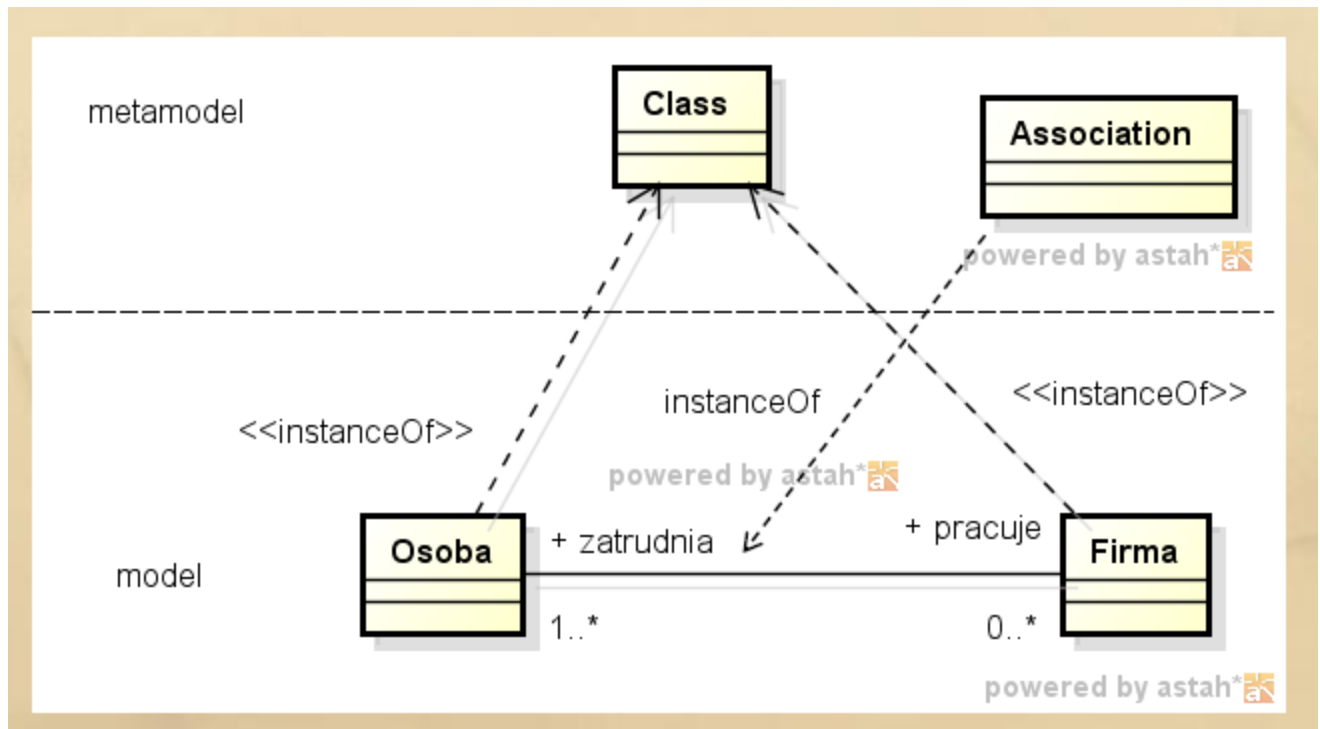 metamodel
Class
Association
powered by astah*
<<instanceOf>>
instanceOf
<<instanceOf>>
powered by astah*
model
Osoba
+ zatrudnia
+ pracuje
Firma
1..*
0..*
powered by astah*